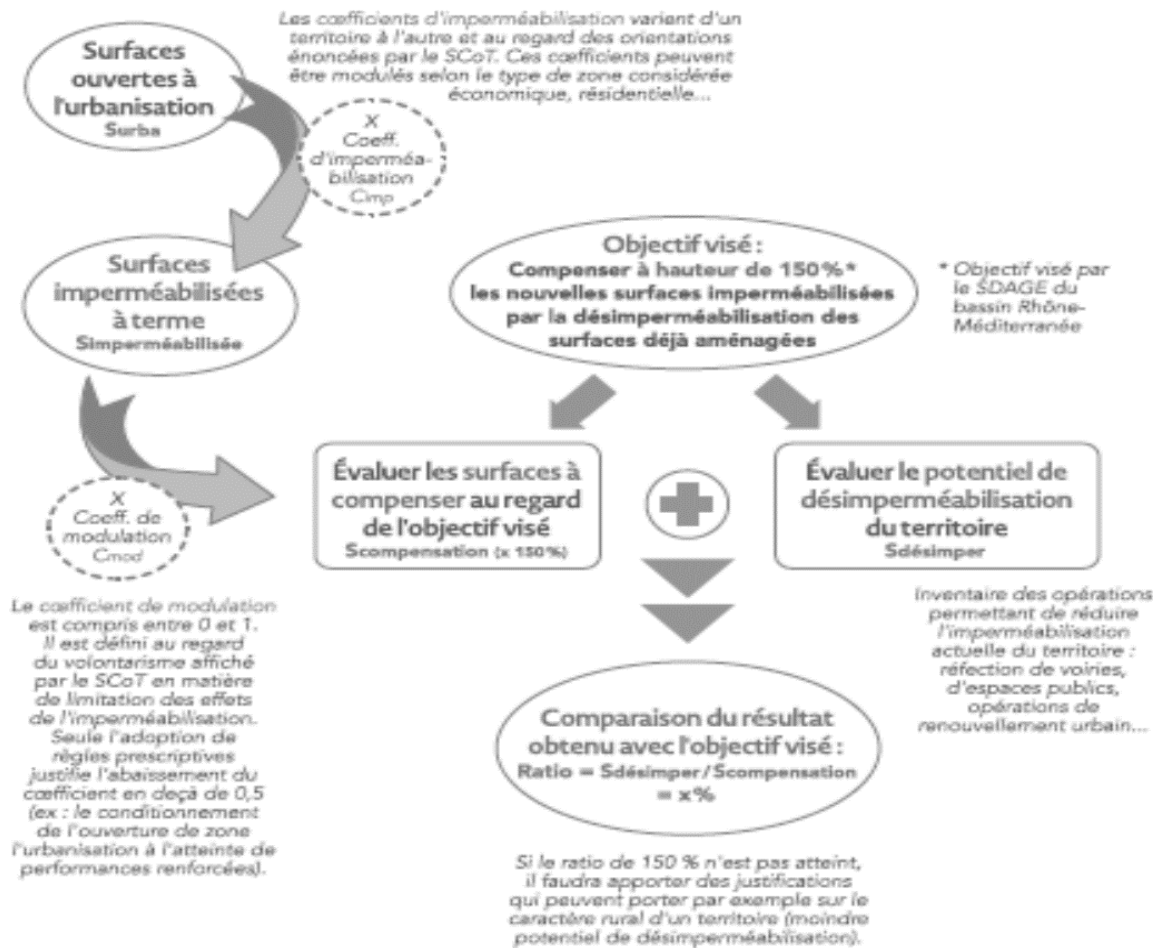 Surfaces
ouvertes à
l'urbanisation
Surba
Les cœfficients d'imperméabilisation varient d'un
territoire à l'autre et au regard des orientations
énoncées par le SCoT. Ces cœfficients peuvent
être modulés selon le type de zone considérée
économique, résidentielle...
X
Coeff.
d'imperméa-
bilisation
Cimp
Surfaces
imperméabilisées
à terme
Simperméabilisée
Objectif visé :
Compenser à hauteur de 150%*
les nouvelles surfaces imperméabilisées
par la désimperméabilisation des
surfaces déjà aménagées
* Objectif visé par
le SDAGE du
bassin Rhône-
Méditerranée
X
Coeff. de
modulation
Cmod
Évaluer les surfaces à
compenser au regard
de l'objectif visé
Scompensation (x 150%)
Évaluer le potentiel de
désimperméabilisation
du territoire
Sdésimper
Le cœfficient de modulation
est compris entre 0 et 1.
Il est défini au regard
du volontarisme affiché
par le SCoT en matière
de limitation des effets
de l'imperméabilisation.
Seule l'adoption de
règles prescriptives
justifie l'abaissement du
cœfficient en deçà de 0,5
(ex : le conditionnement
de l'ouverture de zone
l'urbanisation à l'atteinte de
performances renforcées).
Inventaire des opérations
permettant de réduire
l'imperméabilisation
actuelle du territoire :
réfection de voiries,
d'espaces publics,
opérations de
renouvellement urbain...
Comparaison du résultat
obtenu avec l'objectif visé :
Ratio = Sdésimper/Scompensation
= x%
Si le ratio de 150 % n'est pas atteint,
il faudra apporter des justifications
qui peuvent porter par exemple sur le
caractère rural d'un territoire (moindre
potentiel de désimperméabilisation).